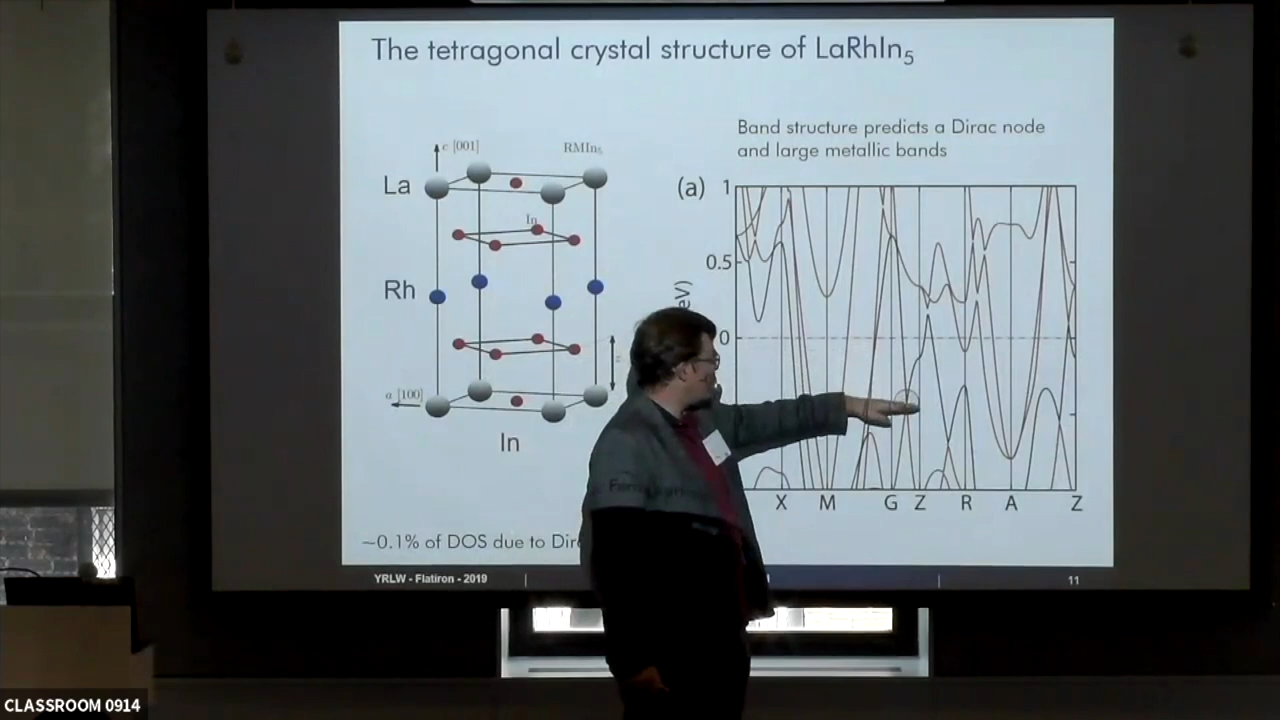 The tetragonal crystal structure of LaRhIn5
Band structure predicts a Dirac node
and large metallic bands
c [001]
RMIn5
La
In
Rh
a [100]
z
In
(a)
1
0.5
0
eV)
X M G Z R A Z
~0.1% of DOS due to Dir
YRLW - Flatiron - 2019
11
CLASSROOM 0914